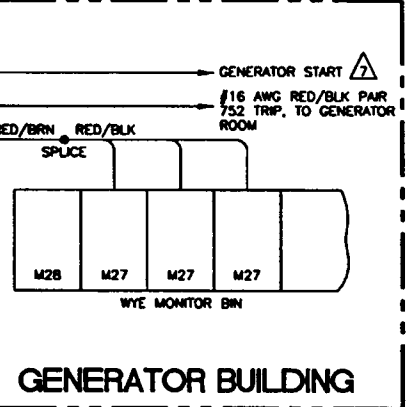 GENERATOR START 7
#16 AWG RED/BLK PAIR
752 TRIP, TO GENERATOR
ROOM
RED/BRN RED/BLK
SPLICE
M28 M27 M27 M27
WYE MONITOR BIN
GENERATOR BUILDING